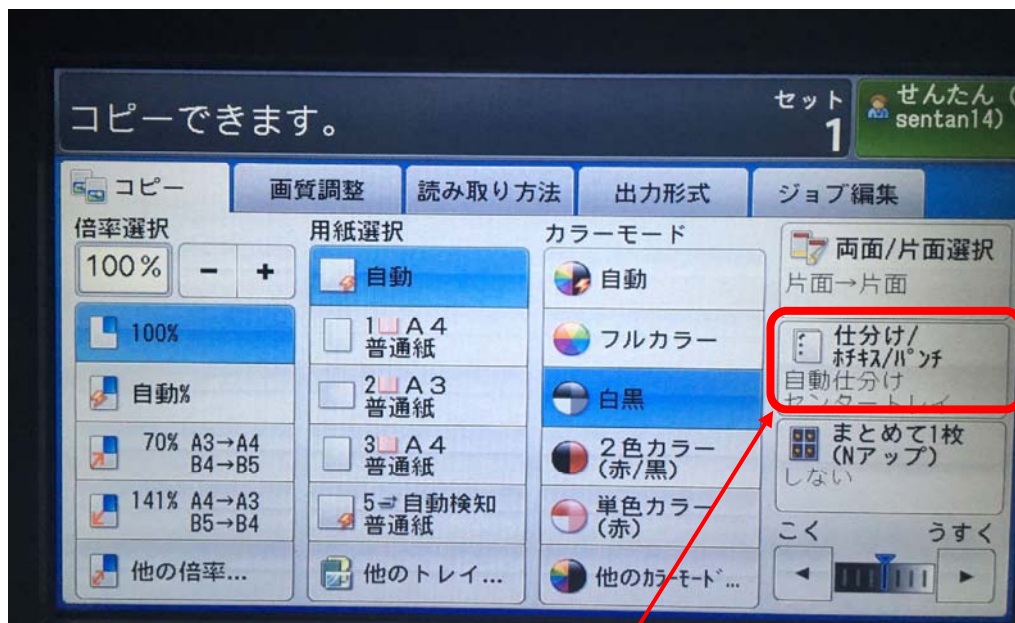 コピーできます。
セット
1
せんたん（
sentan14)
コピー
画質調整
読み取り方法
出力形式
ジョブ編集
倍率選択
100%
－
＋
100%
自動%
70% A3→A4
B4→B5
141% A4→A3
B5→B4
他の倍率...
用紙選択
自動
1 A4
普通紙
2 A3
普通紙
3 A4
普通紙
5 自動検知
普通紙
他のトレイ...
カラーモード
自動
フルカラー
白黒
2色カラー
(赤/黒)
単色カラー
(赤)
他のｶﾗｰﾓｰﾄﾞ...
両面/片面選択
片面→片面
仕分け/
ﾎﾁｷｽ/ﾊﾟﾝﾁ
自動仕分け
センタートレイ
まとめて1枚
(Nアップ)
しない
こく
うすく